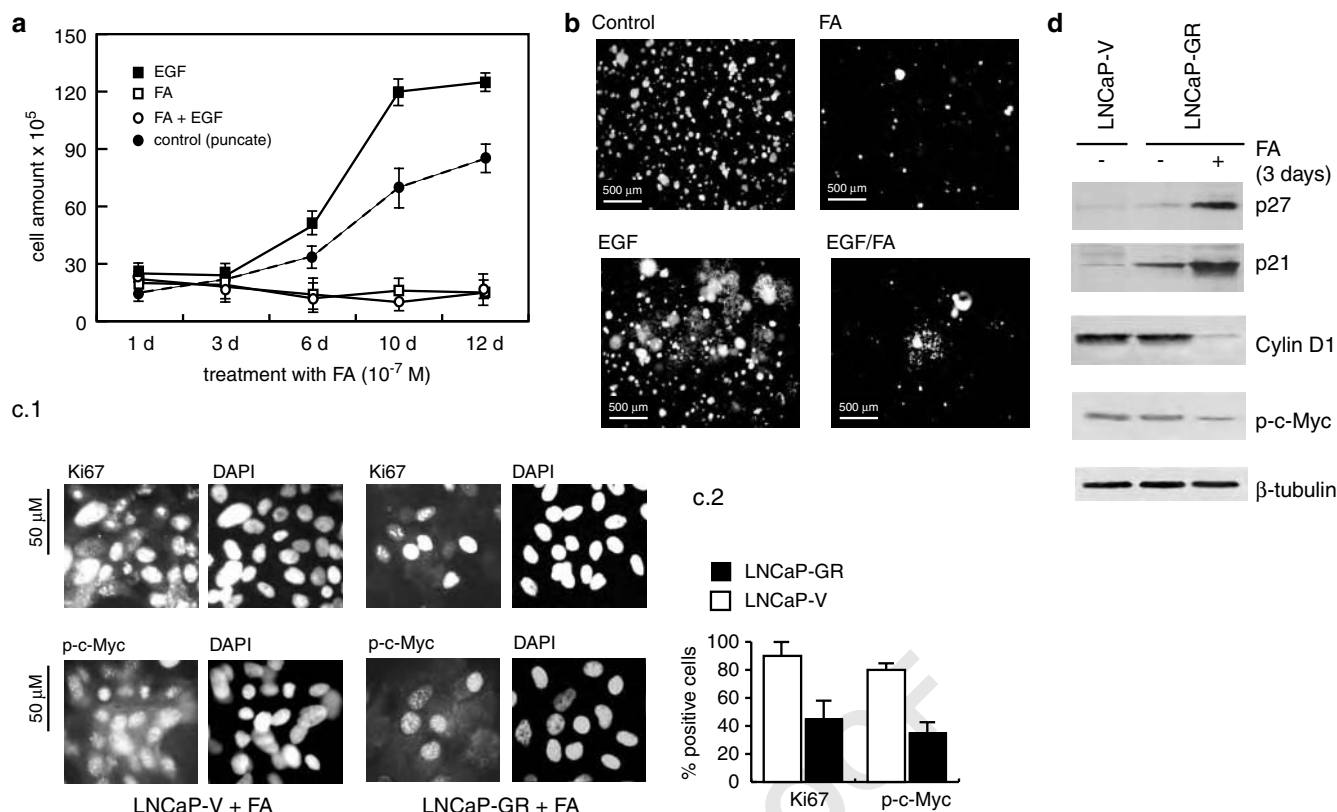 a
150
120
90
60
30
0
cell amount x 10⁵
EGF
FA
FA + EGF
control (puncate)
1 d 3 d 6 d 10 d 12 d
treatment with FA (10⁻⁷ M)
b
Control FA
500 µm 500 µm
EGF EGF/FA
500 µm 500 µm
c.1
Ki67 DAPI Ki67 DAPI
50 µM
p-c-Myc DAPI p-c-Myc DAPI
50 µM
LNCaP-V + FA LNCaP-GR + FA
c.2
LNCaP-GR
LNCaP-V
100
80
60
40
20
0
% positive cells
Ki67 p-c-Myc
d
LNCaP-V
LNCaP-GR
- - + FA
(3 days)
p27
p21
Cylin D1
p-c-Myc
β-tubulin